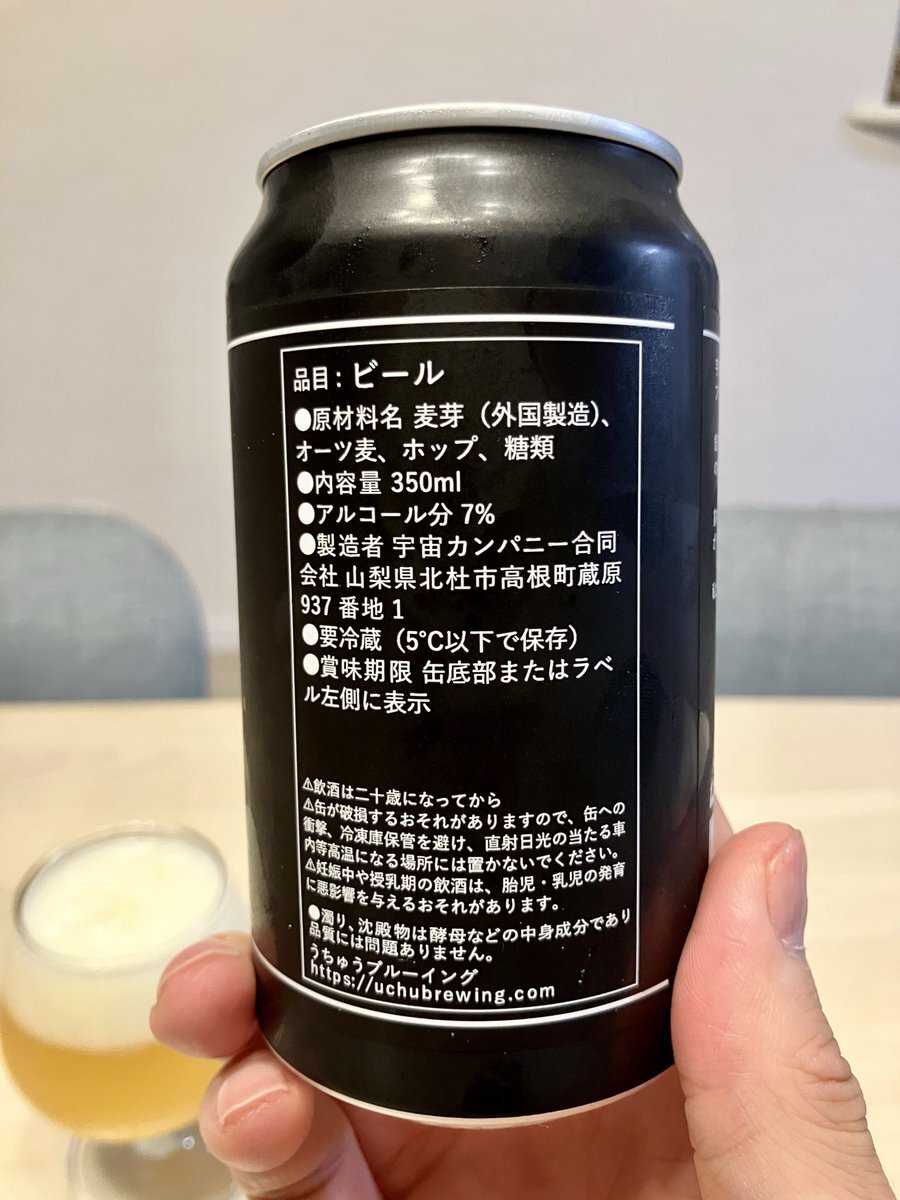 品目 : ビール
●原材料名 麦芽（外国製造）、
オーツ麦、ホップ、糖類
●内容量 350ml
●アルコール分 7%
●製造者 宇宙カンパニー合同
会社 山梨県北杜市高根町蔵原
937 番地 1
●要冷蔵（5℃以下で保存）
●賞味期限 缶底部またはラベ
ル左側に表示
⚠飲酒は二十歳になってから
⚠缶が破損するおそれがありますので、缶への
衝撃、冷凍庫保管を避け、直射日光の当たる車
内等高温になる場所には置かないでください。
⚠妊娠中や授乳期の飲酒は、胎児・乳児の発育
に悪影響を与えるおそれがあります。
●濁り、沈殿物は酵母などの中身成分であり
品質には問題ありません。
うちゅうブルーイング
https://uchubrewing.com